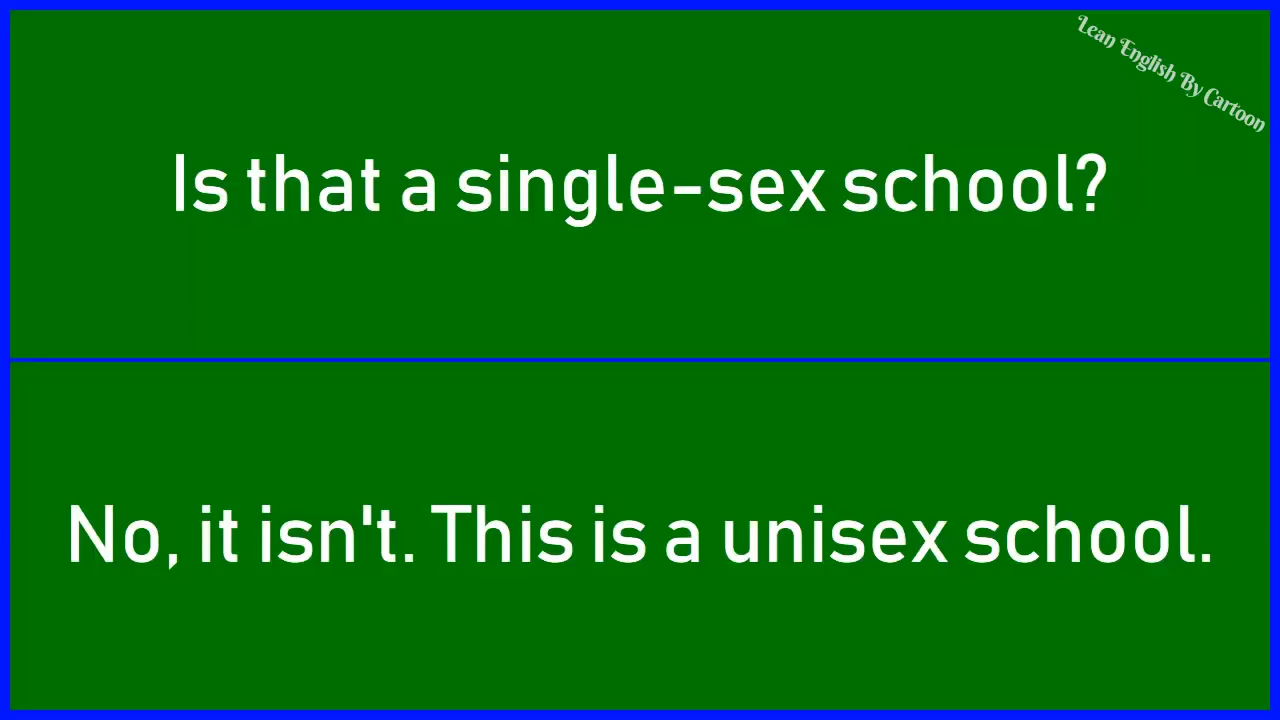 Lean English By Cartoon
Is that a single-sex school?
No, it isn't. This is a unisex school.